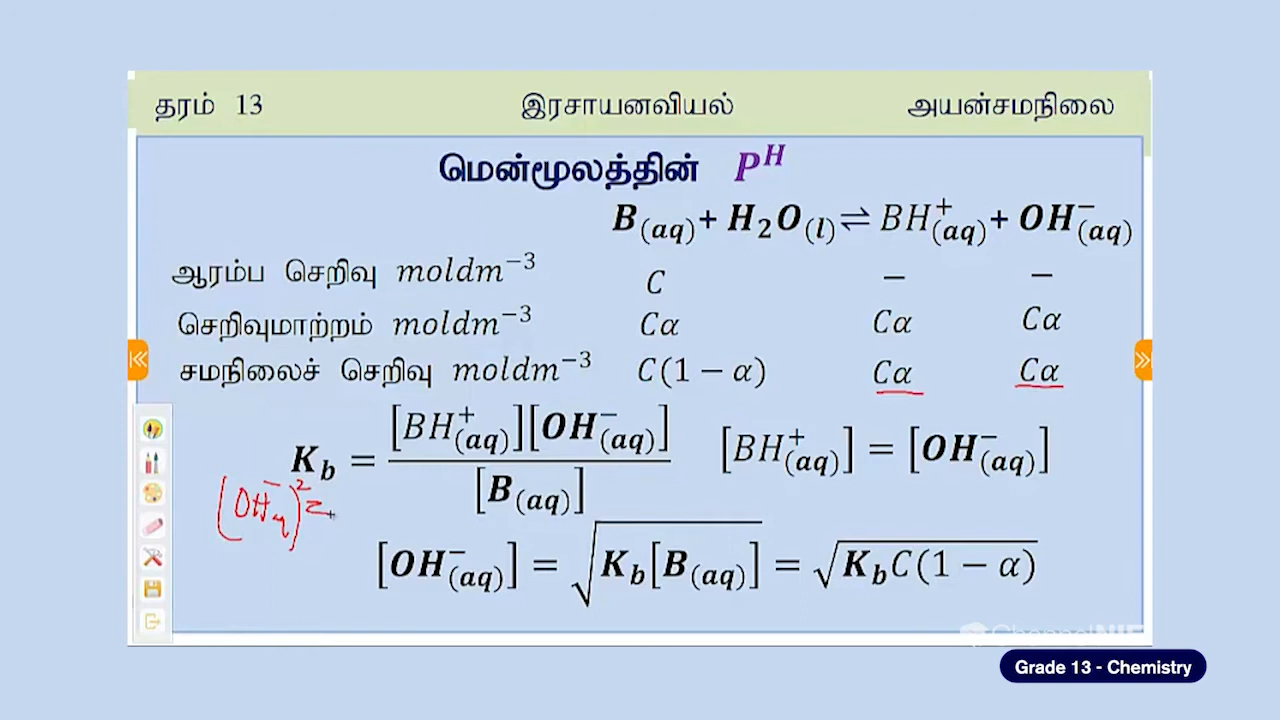 தரம் 13 இரசாயனவியல் அயன்சமநிலை
மென்மூலத்தின் P^H
B_(aq) + H_2O_(l) ⇌ BH^+_(aq) + OH^−_(aq)
ஆரம்ப செறிவு moldm^−3 C − −
செறிவுமாற்றம் moldm^−3 Cα Cα Cα
சமநிலைச் செறிவு moldm^−3 C(1 − α) Cα Cα
K_b = [BH^+_(aq)][OH^−_(aq)] / [B_(aq)] [BH^+_(aq)] = [OH^−_(aq)]
[OH^−_(aq)] = √K_b[B_(aq)] = √K_bC(1 − α)
Grade 13 - Chemistry